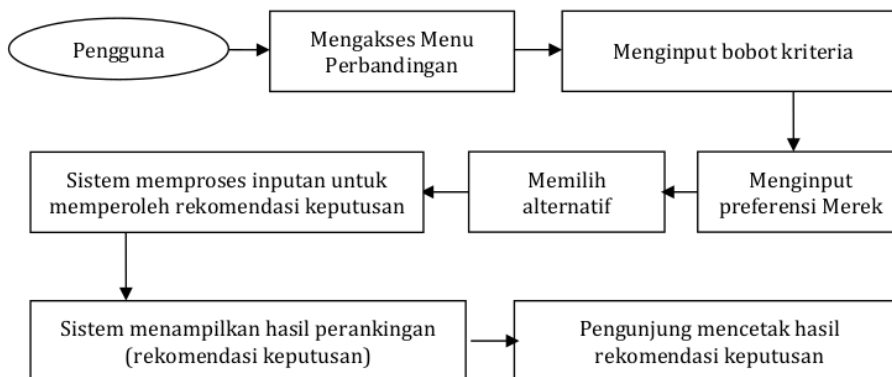 Pengguna
Mengakses Menu
Perbandingan
Menginput bobot kriteria
Menginput
preferensi Merek
Memilih
alternatif
Sistem memproses inputan untuk
memperoleh rekomendasi keputusan
Sistem menampilkan hasil perankingan
(rekomendasi keputusan)
Pengunjung mencetak hasil
rekomendasi keputusan